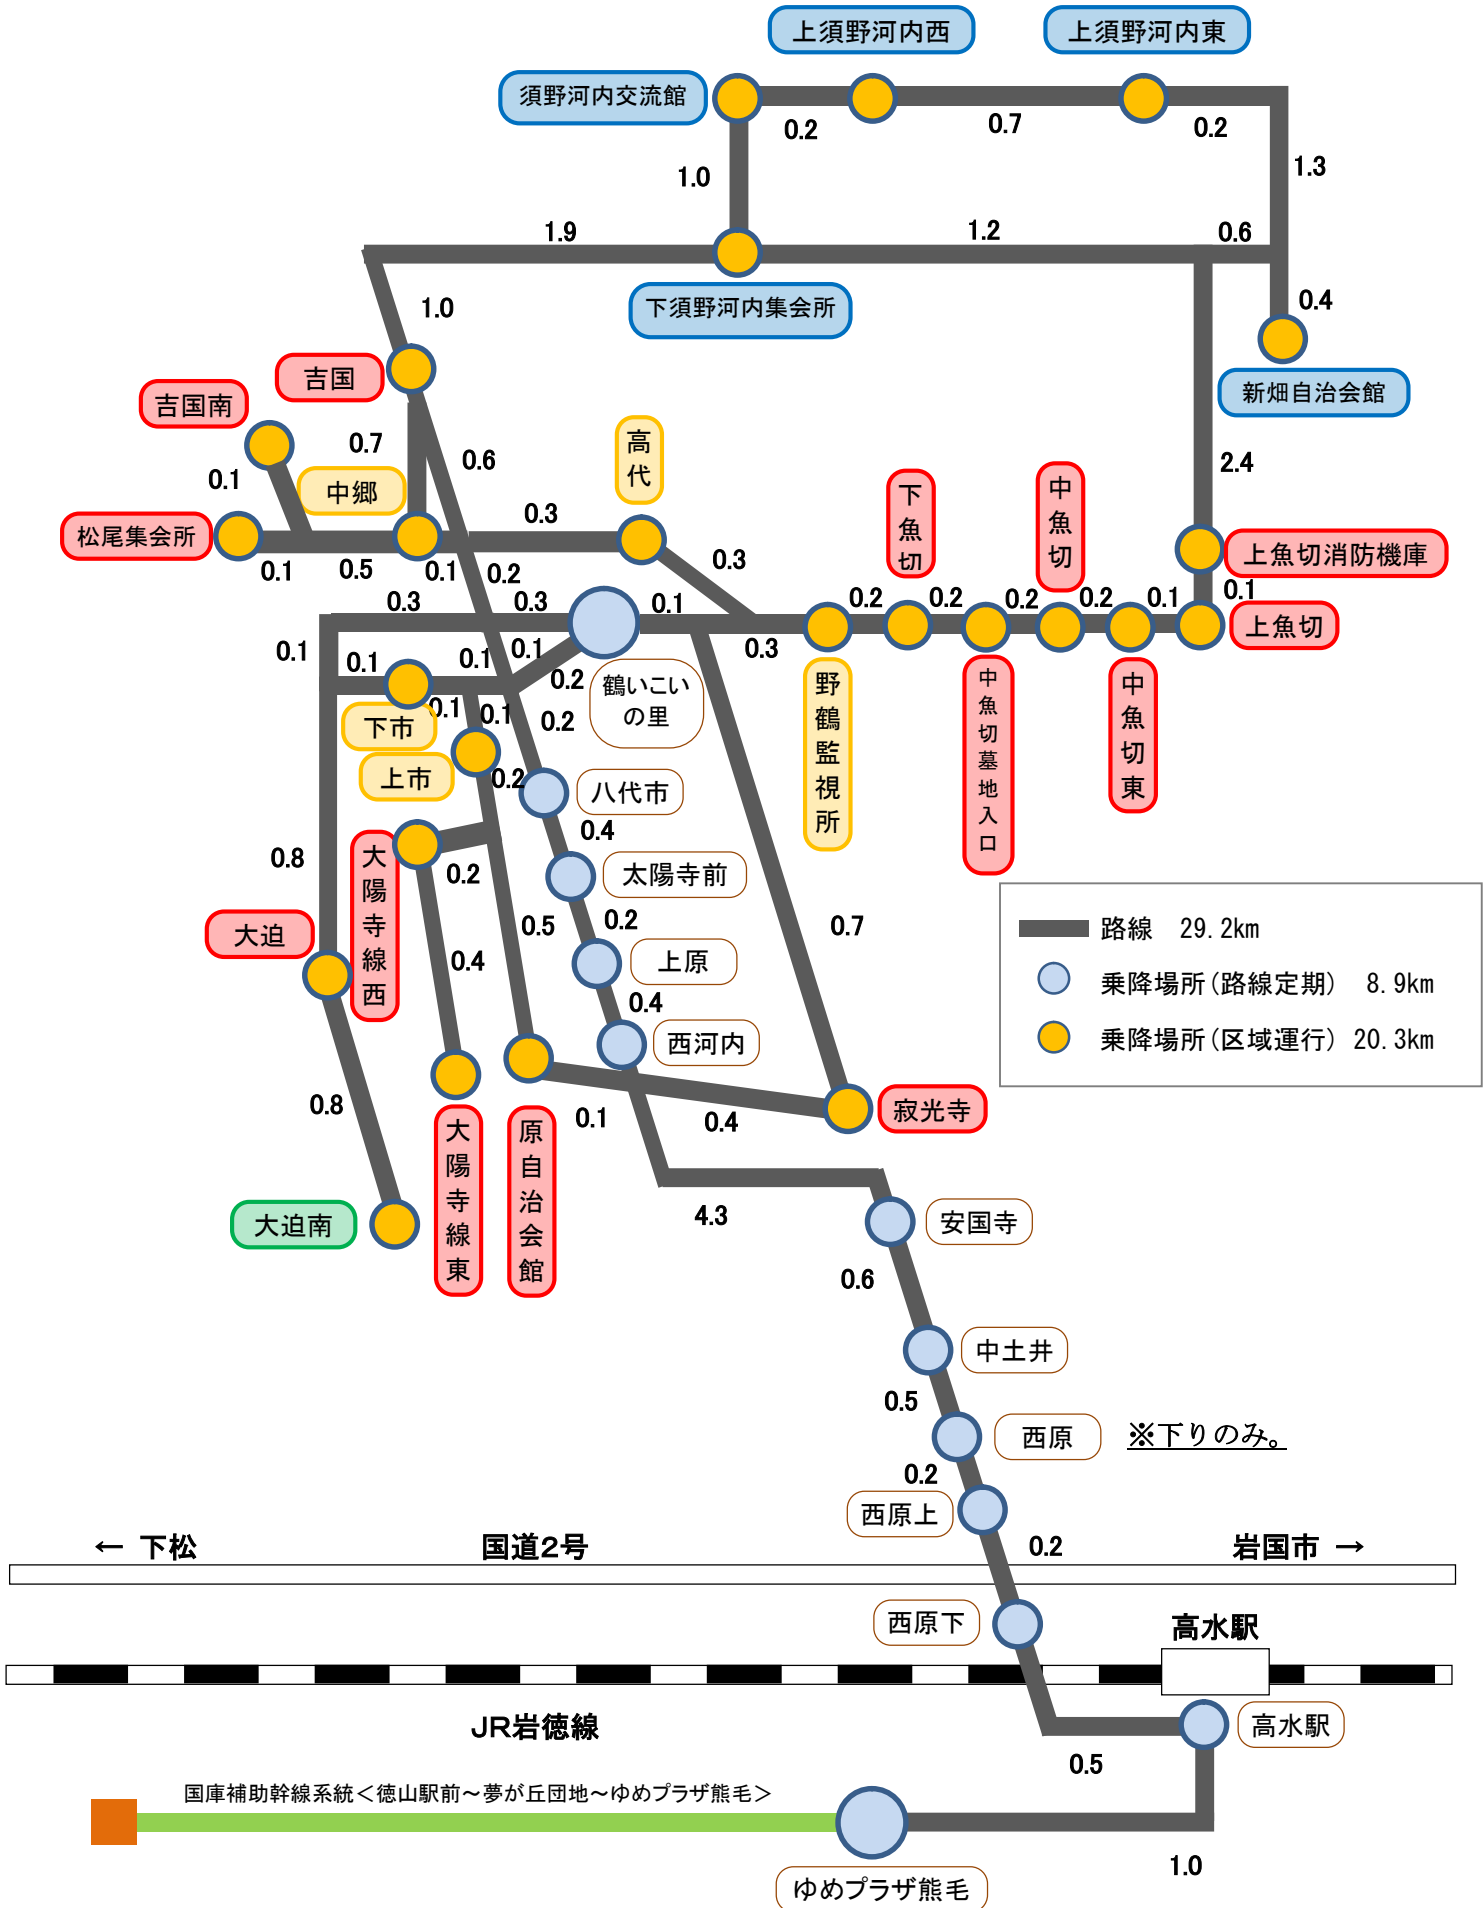 上須野河内西
上須野河内東
須野河内交流館
0.2
0.7
0.2
1.3
1.0
1.9
1.2
0.6
下須野河内集会所
1.0
0.4
新畑自治会館
吉国
吉国南
0.7
0.6
高代
0.1
中郷
松尾集会所
0.3
0.1
0.5
0.1
0.2
0.3
下魚切
中魚切
2.4
上魚切消防機庫
0.3
0.3
0.1
0.2
0.2
0.2
0.2
0.1
0.1
上魚切
0.1
0.1
0.1
0.1
0.2
0.3
鶴いこい
の里
野鶴監視所
中魚切墓地入口
中魚切東
下市
0.1
0.1
0.2
上市
0.2
八代市
0.4
0.8
大陽寺線西
0.2
太陽寺前
大迫
0.5
0.2
0.7
0.4
上原
0.4
西河内
路線 29.2km
乗降場所(路線定期) 8.9km
乗降場所(区域運行) 20.3km
0.8
0.1
0.4
寂光寺
大迫南
大陽寺線東
原自治会館
4.3
安国寺
0.6
中土井
0.5
西原
※下りのみ。
0.2
西原上
← 下松
国道2号
0.2
岩国市 →
西原下
高水駅
JR岩徳線
高水駅
0.5
国庫補助幹線系統<徳山駅前~夢が丘団地~ゆめプラザ熊毛>
1.0
ゆめプラザ熊毛